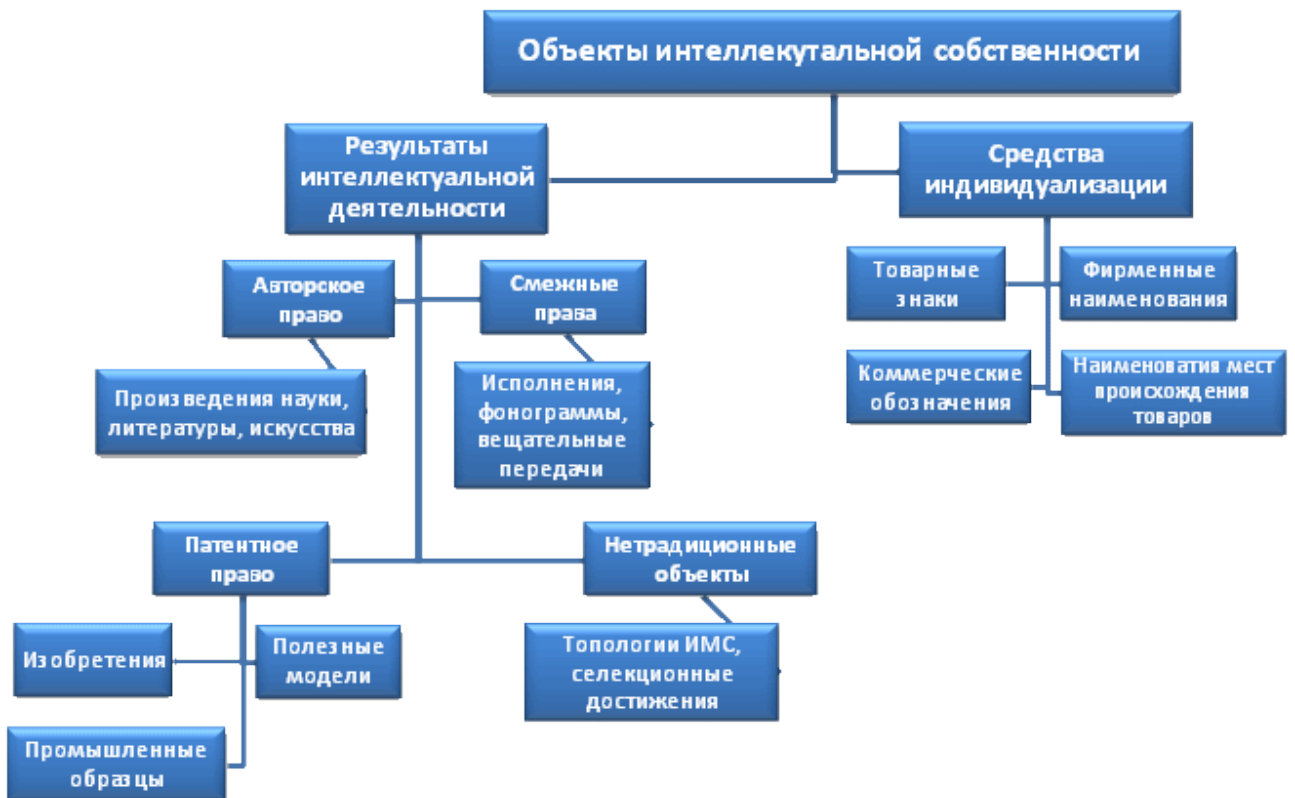 Объекты интеллекутальной собственности
Результаты
интеллектуальной
деятельности
Средства
индивидуализации
Авторское
право
Смежные
права
Товарные
знаки
Фирменные
наименования
Произведения науки,
литературы, искусства
Исполнения,
фонограммы,
вещательные
передачи
Коммерческие
обозначения
Наименоватия мест
происхождения
товаров
Патентное
право
Нетрадиционные
объекты
Изобретения
Полезные
модели
Топологии ИМС,
селекционные
достижения
Промышленные
образцы